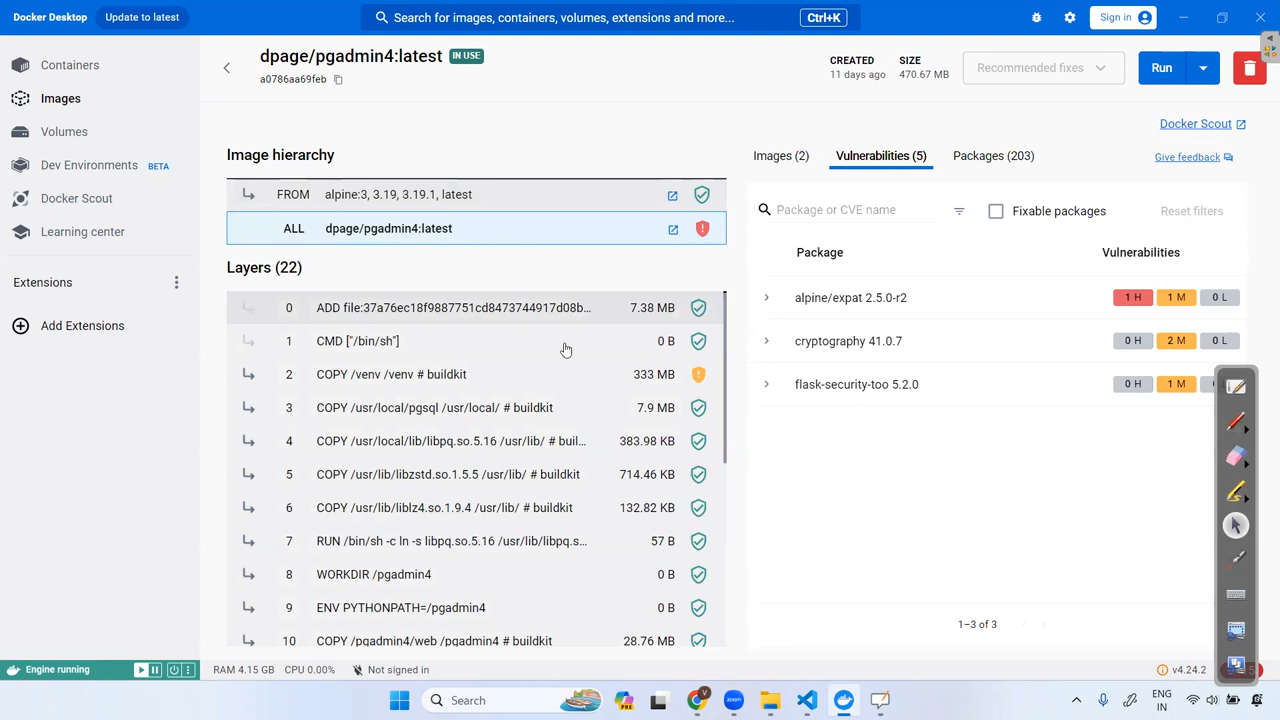 Docker Desktop
Update to latest
Search for images, containers, volumes, extensions and more...
Ctrl+K
Sign in
Containers
Images
Volumes
Dev Environments BETA
Docker Scout
Learning center
Extensions
Add Extensions
dpage/pgadmin4:latest IN USE
a0786aa69feb
CREATED
11 days ago
SIZE
470.67 MB
Recommended fixes
Run
Docker Scout
Image hierarchy
FROM alpine:3, 3.19, 3.19.1, latest
ALL dpage/pgadmin4:latest
Layers (22)
0 ADD file:37a76ec18f9887751cd8473744917d08b... 7.38 MB
1 CMD ["/bin/sh"] 0 B
2 COPY /venv /venv # buildkit 333 MB
3 COPY /usr/local/pgsql /usr/local/ # buildkit 7.9 MB
4 COPY /usr/local/lib/libpq.so.5.16 /usr/lib/ # buil... 383.98 KB
5 COPY /usr/lib/libzstd.so.1.5.5 /usr/lib/ # buildkit 714.46 KB
6 COPY /usr/lib/liblz4.so.1.9.4 /usr/lib/ # buildkit 132.82 KB
7 RUN /bin/sh -c ln -s libpq.so.5.16 /usr/lib/libpq.s... 57 B
8 WORKDIR /pgadmin4 0 B
9 ENV PYTHONPATH=/pgadmin4 0 B
10 COPY /pgadmin4/web /pgadmin4 # buildkit 28.76 MB
Images (2)
Vulnerabilities (5)
Packages (203)
Give feedback
Package or CVE name
Fixable packages
Reset filters
Package Vulnerabilities
alpine/expat 2.5.0-r2 1 H 1 M 0 L
cryptography 41.0.7 0 H 2 M 0 L
flask-security-too 5.2.0 0 H 1 M
1–3 of 3
Engine running
RAM 4.15 GB CPU 0.00%
Not signed in
v4.24.2
Search
ENG
IN